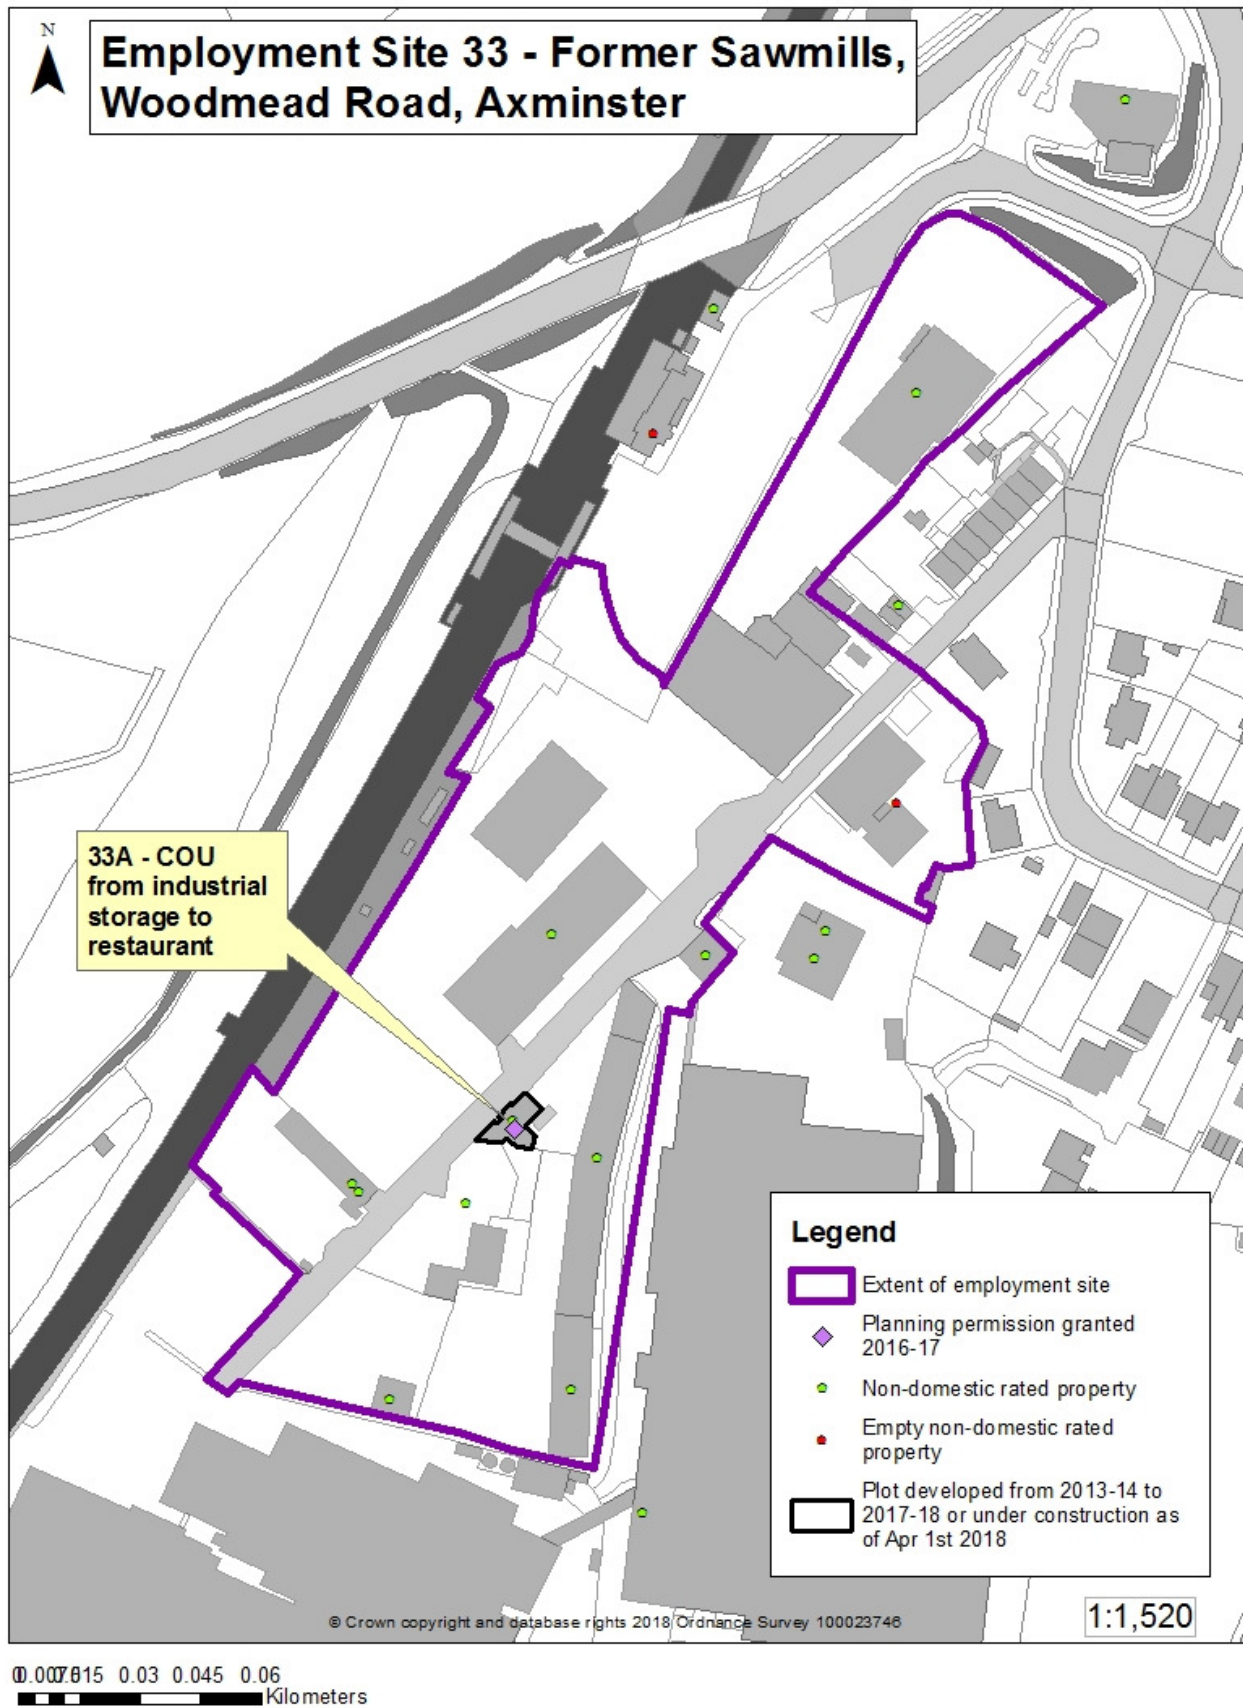 N
Employment Site 33 - Former Sawmills,
Woodmead Road, Axminster
33A - COU
from industrial
storage to
restaurant
Legend
Extent of employment site
Planning permission granted
2016-17
Non-domestic rated property
Empty non-domestic rated
property
Plot developed from 2013-14 to
2017-18 or under construction as
of Apr 1st 2018
© Crown copyright and database rights 2018 Ordnance Survey 100023746
1:1,520
0.03 0.045 0.06
Kilometers